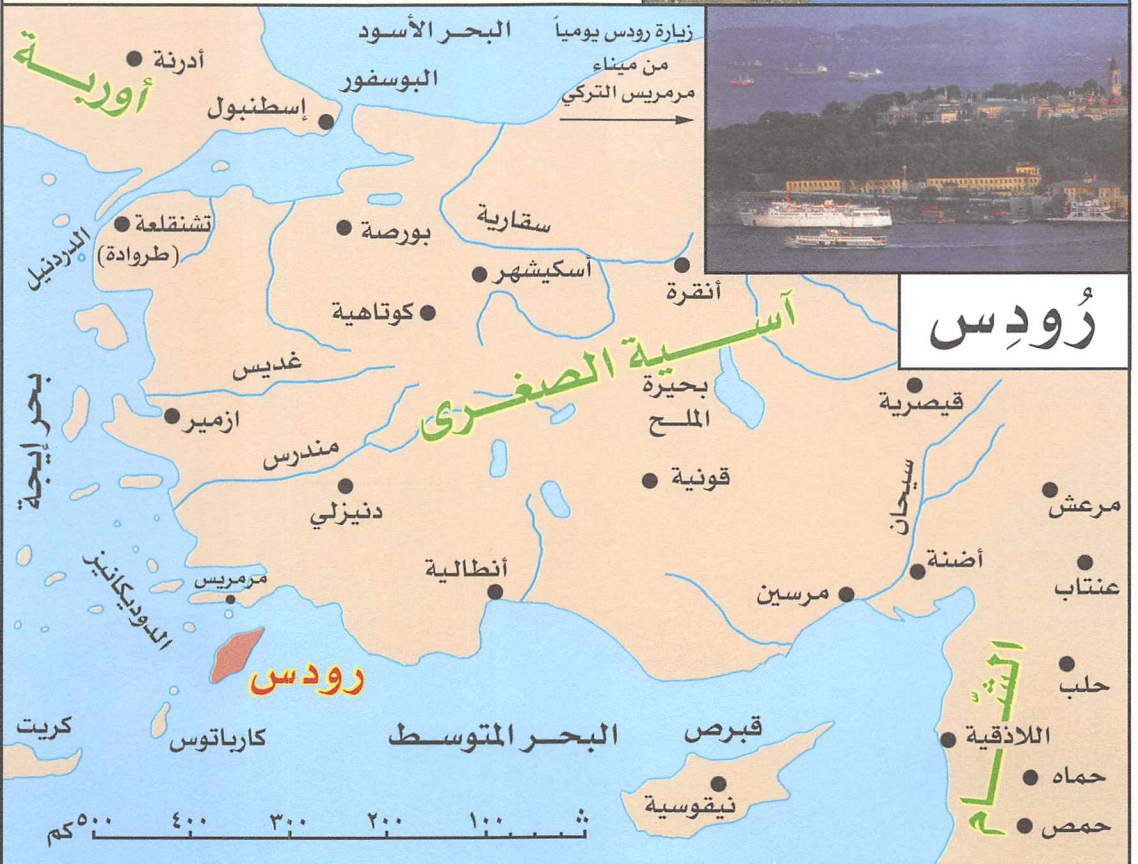 البحر الأسود
زيارة رودس يومياً
من ميناء
مرمريس التركي
أدرنة
أوربة
البوسفور
إسطنبول
تشنقلعة
(طروادة)
الدردنيل
بورصة
سقارية
أسكيشهر
أنقرة
كوتاهية
رُودِس
آسية الصغرى
غديس
بحيرة
الملح
قيصرية
ازمير
بحر إيجة
مندرس
قونية
سيحان
مرعش
دنيزلي
أنطالية
أضنة
عنتاب
مرسين
مرمريس
الدوديكانيز
رودس
الشّام
حلب
كريت
كارباتوس
البحر المتوسط
قبرص
اللاذقية
نيقوسية
حماه
حمص
١٠٠ ٢٠٠ ٣٠٠ ٤٠٠ ٥٠٠ كم